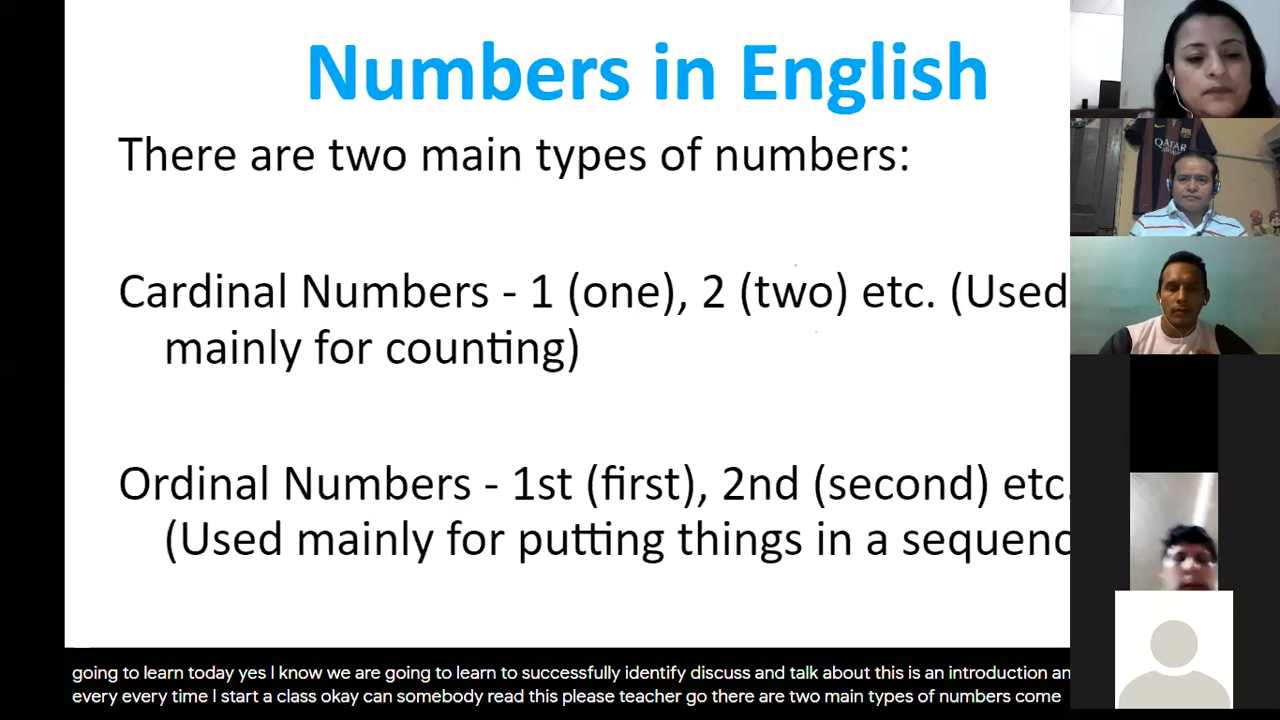 Numbers in English
There are two main types of numbers:
Cardinal Numbers - 1 (one), 2 (two) etc. (Used
mainly for counting)
Ordinal Numbers - 1st (first), 2nd (second) etc.
(Used mainly for putting things in a sequenc
QATAR
going to learn today yes I know we are going to learn to successfully identify discuss and talk about this is an introduction an
every every time I start a class okay can somebody read this please teacher go there are two main types of numbers come